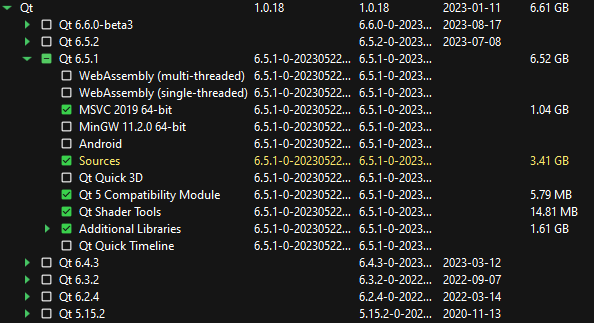 Qt 1.0.18 1.0.18 2023-01-11 6.61 GB
Qt 6.6.0-beta3 6.6.0-0-2023... 2023-08-17
Qt 6.5.2 6.5.2-0-2023... 2023-07-08
Qt 6.5.1 6.5.1-0-20230522... 6.5.1-0-2023... 6.52 GB
WebAssembly (multi-threaded) 6.5.1-0-20230522... 6.5.1-0-2023...
WebAssembly (single-threaded) 6.5.1-0-20230522... 6.5.1-0-2023...
MSVC 2019 64-bit 6.5.1-0-20230522... 6.5.1-0-2023... 1.04 GB
MinGW 11.2.0 64-bit 6.5.1-0-20230522... 6.5.1-0-2023...
Android 6.5.1-0-20230522... 6.5.1-0-2023...
Sources 6.5.1-0-20230522... 6.5.1-0-2023... 3.41 GB
Qt Quick 3D 6.5.1-0-20230522... 6.5.1-0-2023...
Qt 5 Compatibility Module 6.5.1-0-20230522... 6.5.1-0-2023... 5.79 MB
Qt Shader Tools 6.5.1-0-20230522... 6.5.1-0-2023... 14.81 MB
Additional Libraries 6.5.1-0-20230522... 6.5.1-0-2023... 1.61 GB
Qt Quick Timeline 6.5.1-0-20230522... 6.5.1-0-2023...
Qt 6.4.3 6.4.3-0-2023... 2023-03-12
Qt 6.3.2 6.3.2-0-2022... 2022-09-07
Qt 6.2.4 6.2.4-0-2022... 2022-03-14
Qt 5.15.2 5.15.2-0-202... 2020-11-13